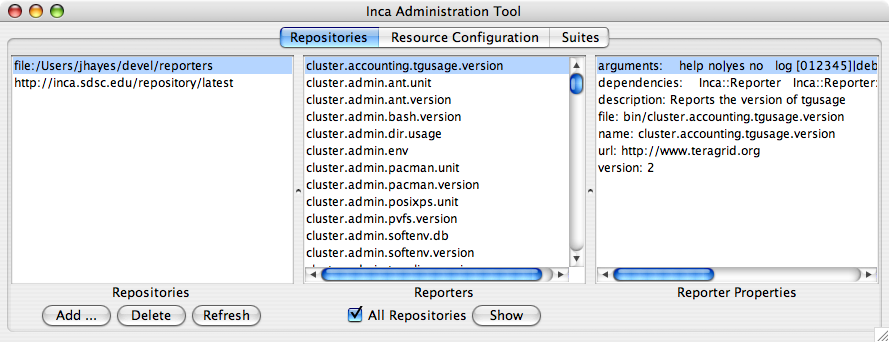 Inca Administration Tool
Repositories Resource Configuration Suites
file:/Users/jhayes/devel/reporters
http://inca.sdsc.edu/repository/latest
cluster.accounting.tgusage.version
cluster.admin.ant.unit
cluster.admin.ant.version
cluster.admin.bash.version
cluster.admin.dir.usage
cluster.admin.env
cluster.admin.pacman.unit
cluster.admin.pacman.version
cluster.admin.posixps.unit
cluster.admin.pvfs.version
cluster.admin.softenv.db
cluster.admin.softenv.version
arguments: help no|yes no log [012345]|deb
dependencies: Inca::Reporter Inca::Reporter:
description: Reports the version of tgusage
file: bin/cluster.accounting.tgusage.version
name: cluster.accounting.tgusage.version
url: http://www.teragrid.org
version: 2
Repositories Reporters Reporter Properties
Add ... Delete Refresh All Repositories Show